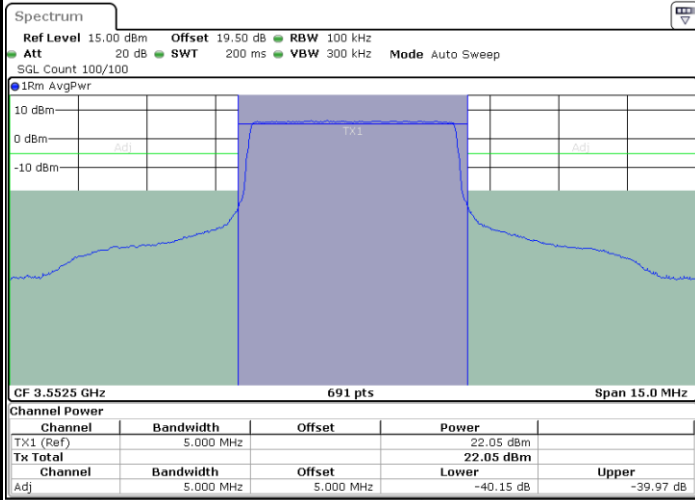 Spectrum
Ref Level 15.00 dBm Offset 19.50 dB RBW 100 kHz
Att 20 dB SWT 200 ms VBW 300 kHz Mode Auto Sweep
SGL Count 100/100
1Rm AvgPwr
10 dBm
TX1
0 dBm
Adj Adj
-10 dBm
CF 3.5525 GHz 691 pts Span 15.0 MHz
Channel Power
Channel Bandwidth Offset Power
TX1 (Ref) 5.000 MHz 22.05 dBm
Tx Total 22.05 dBm
Channel Bandwidth Offset Lower Upper
Adj 5.000 MHz 5.000 MHz -40.15 dB -39.97 dB